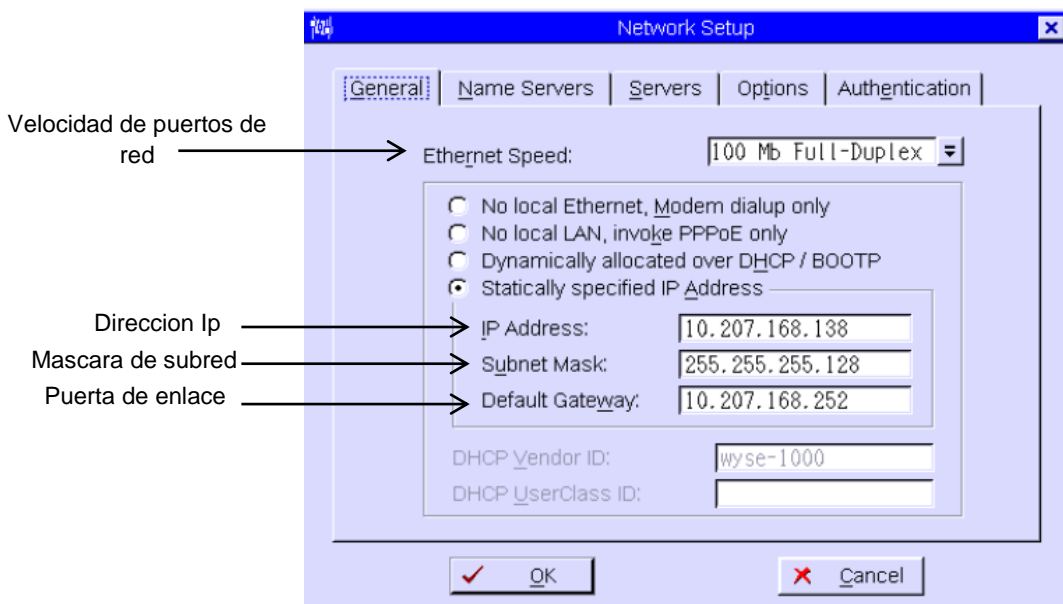 Network Setup
General
Name Servers
Servers
Options
Authentication
Velocidad de puertos de
red
Ethernet Speed:
100 Mb Full-Duplex
No local Ethernet, Modem dialup only
No local LAN, invoke PPPoE only
Dynamically allocated over DHCP / BOOTP
Statically specified IP Address
Direccion Ip
IP Address:
10.207.168.138
Mascara de subred
Subnet Mask:
255.255.255.128
Puerta de enlace
Default Gateway:
10.207.168.252
DHCP Vendor ID:
wyse-1000
DHCP UserClass ID:
OK
Cancel